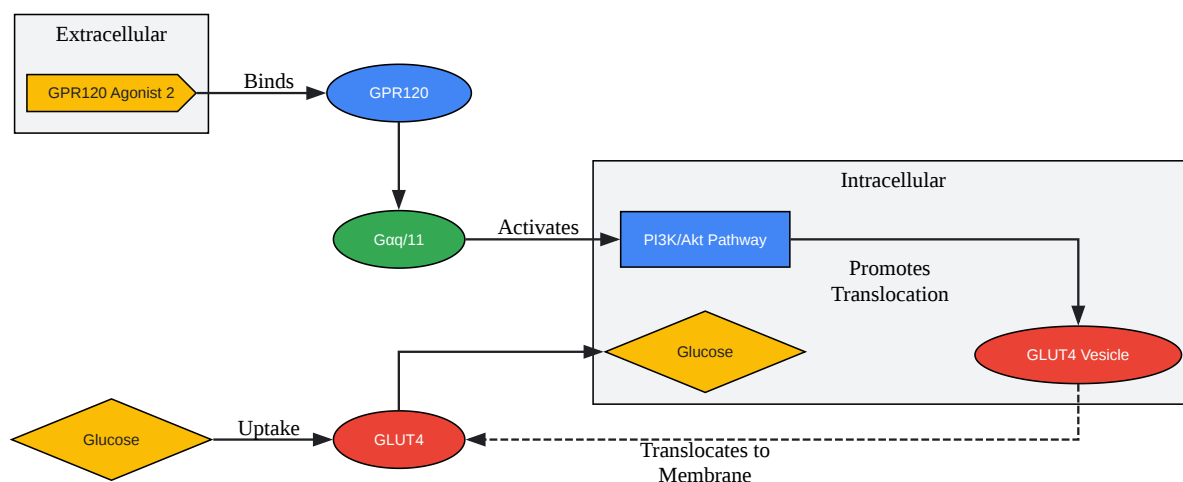 Extracellular
GPR120 Agonist 2
Binds
GPR120
Intracellular
Gαq/11
Activates
PI3K/Akt Pathway
Promotes
Translocation
Glucose
GLUT4 Vesicle
Glucose
Uptake
GLUT4
Translocates to
Membrane